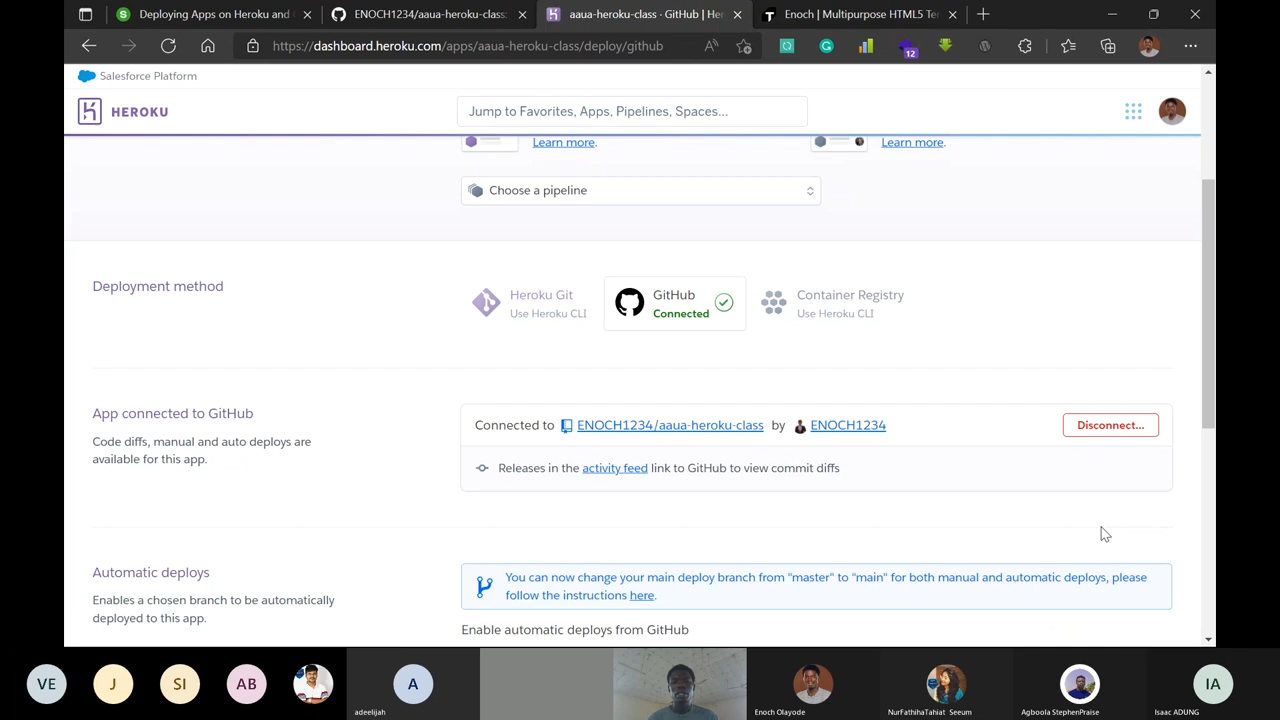 Deploying Apps on Heroku and
ENOCH1234/aaua-heroku-class:
aaua-heroku-class · GitHub | Her
Enoch | Multipurpose HTML5 Te
https://dashboard.heroku.com/apps/aaua-heroku-class/deploy/github
12
Salesforce Platform
HEROKU
Jump to Favorites, Apps, Pipelines, Spaces...
Learn more.
Learn more.
Choose a pipeline
Deployment method
Heroku Git
Use Heroku CLI
GitHub
Connected
Container Registry
Use Heroku CLI
App connected to GitHub
Code diffs, manual and auto deploys are
available for this app.
Connected to ENOCH1234/aaua-heroku-class by ENOCH1234
Disconnect...
Releases in the activity feed link to GitHub to view commit diffs
Automatic deploys
Enables a chosen branch to be automatically
deployed to this app.
You can now change your main deploy branch from "master" to "main" for both manual and automatic deploys, please
follow the instructions here.
Enable automatic deploys from GitHub
VE
J
SI
AB
A
adeelijah
Enoch Olayode
NurFathihaTahiat Seeum
Agboola StephenPraise
IA
Isaac ADUNG